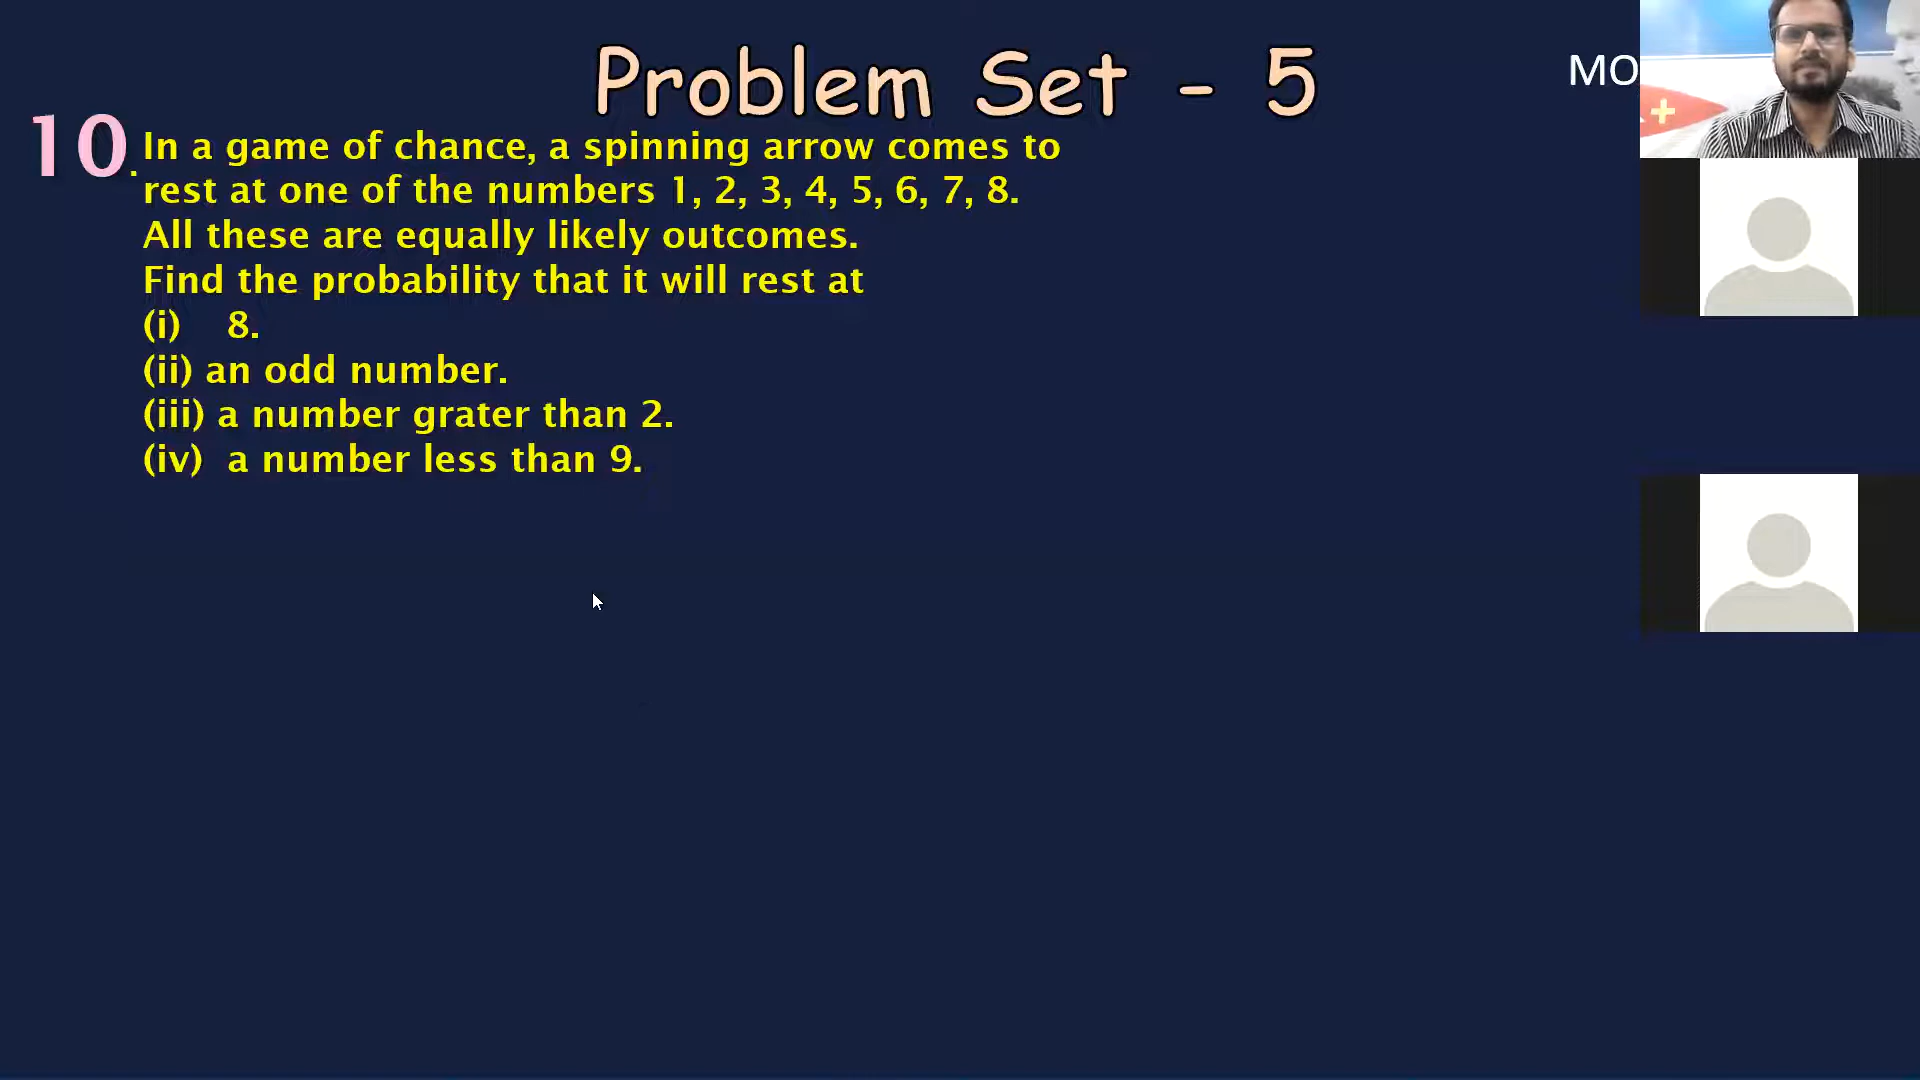 Problem Set - 5
MO
10. In a game of chance, a spinning arrow comes to
rest at one of the numbers 1, 2, 3, 4, 5, 6, 7, 8.
All these are equally likely outcomes.
Find the probability that it will rest at
(i) 8.
(ii) an odd number.
(iii) a number grater than 2.
(iv) a number less than 9.